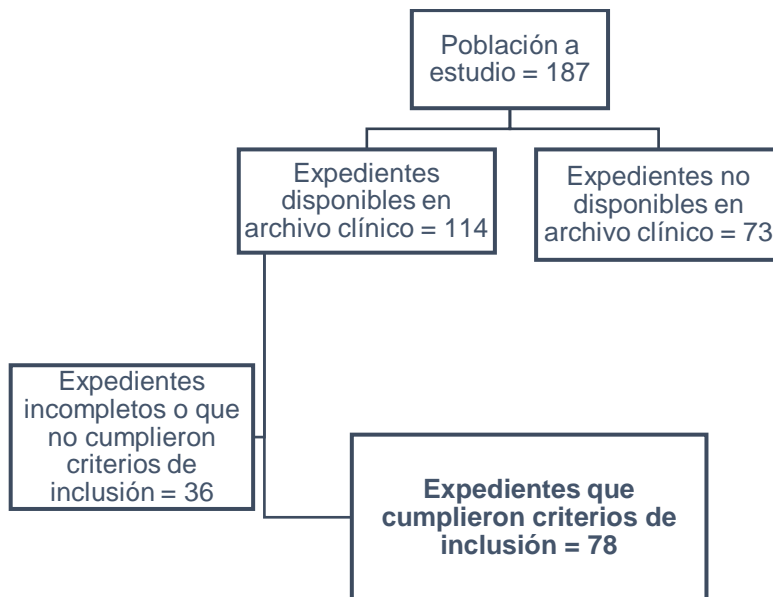 Población a
estudio = 187
Expedientes
disponibles en
archivo clínico = 114
Expedientes no
disponibles en
archivo clínico = 73
Expedientes
incompletos o que
no cumplieron
criterios de
inclusión = 36
Expedientes que
cumplieron criterios de
inclusión = 78